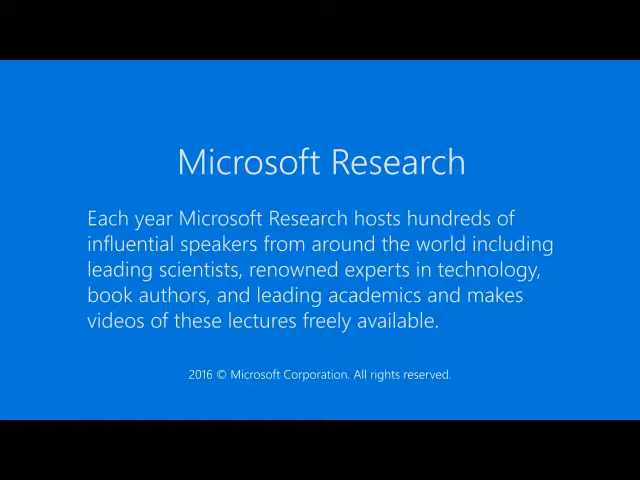 Microsoft Research
Each year Microsoft Research hosts hundreds of
influential speakers from around the world including
leading scientists, renowned experts in technology,
book authors, and leading academics and makes
videos of these lectures freely available.
2016 © Microsoft Corporation. All rights reserved.